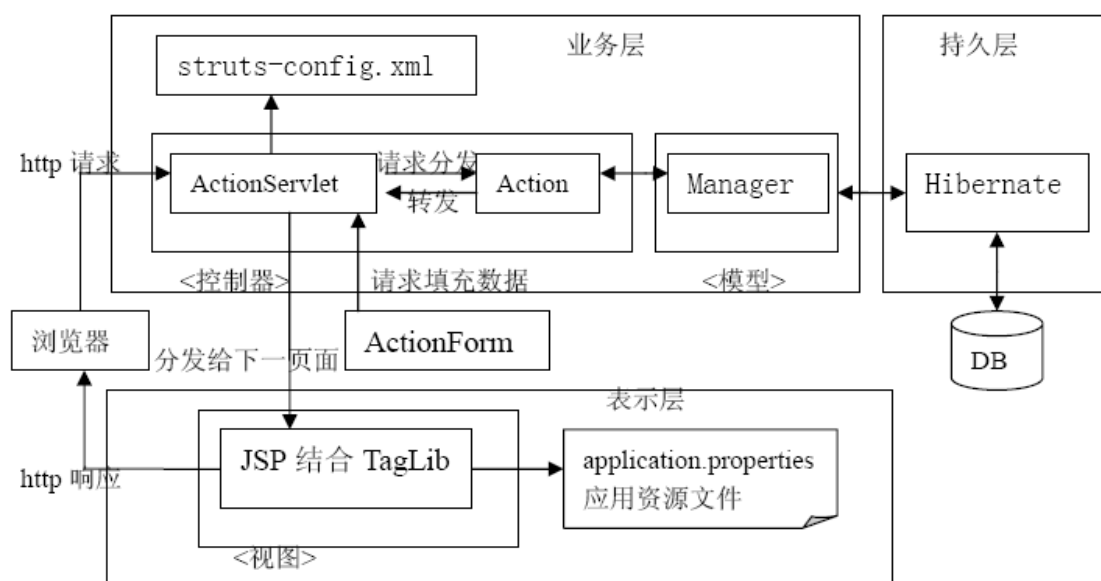 业务层
持久层
struts-config.xml
http 请求
ActionServlet
请求分发
转发
Action
Manager
Hibernate
<控制器>
请求填充数据
<模型>
浏览器
ActionForm
DB
分发给下一页面
表示层
JSP 结合 TagLib
application.properties
应用资源文件
http 响应
<视图>